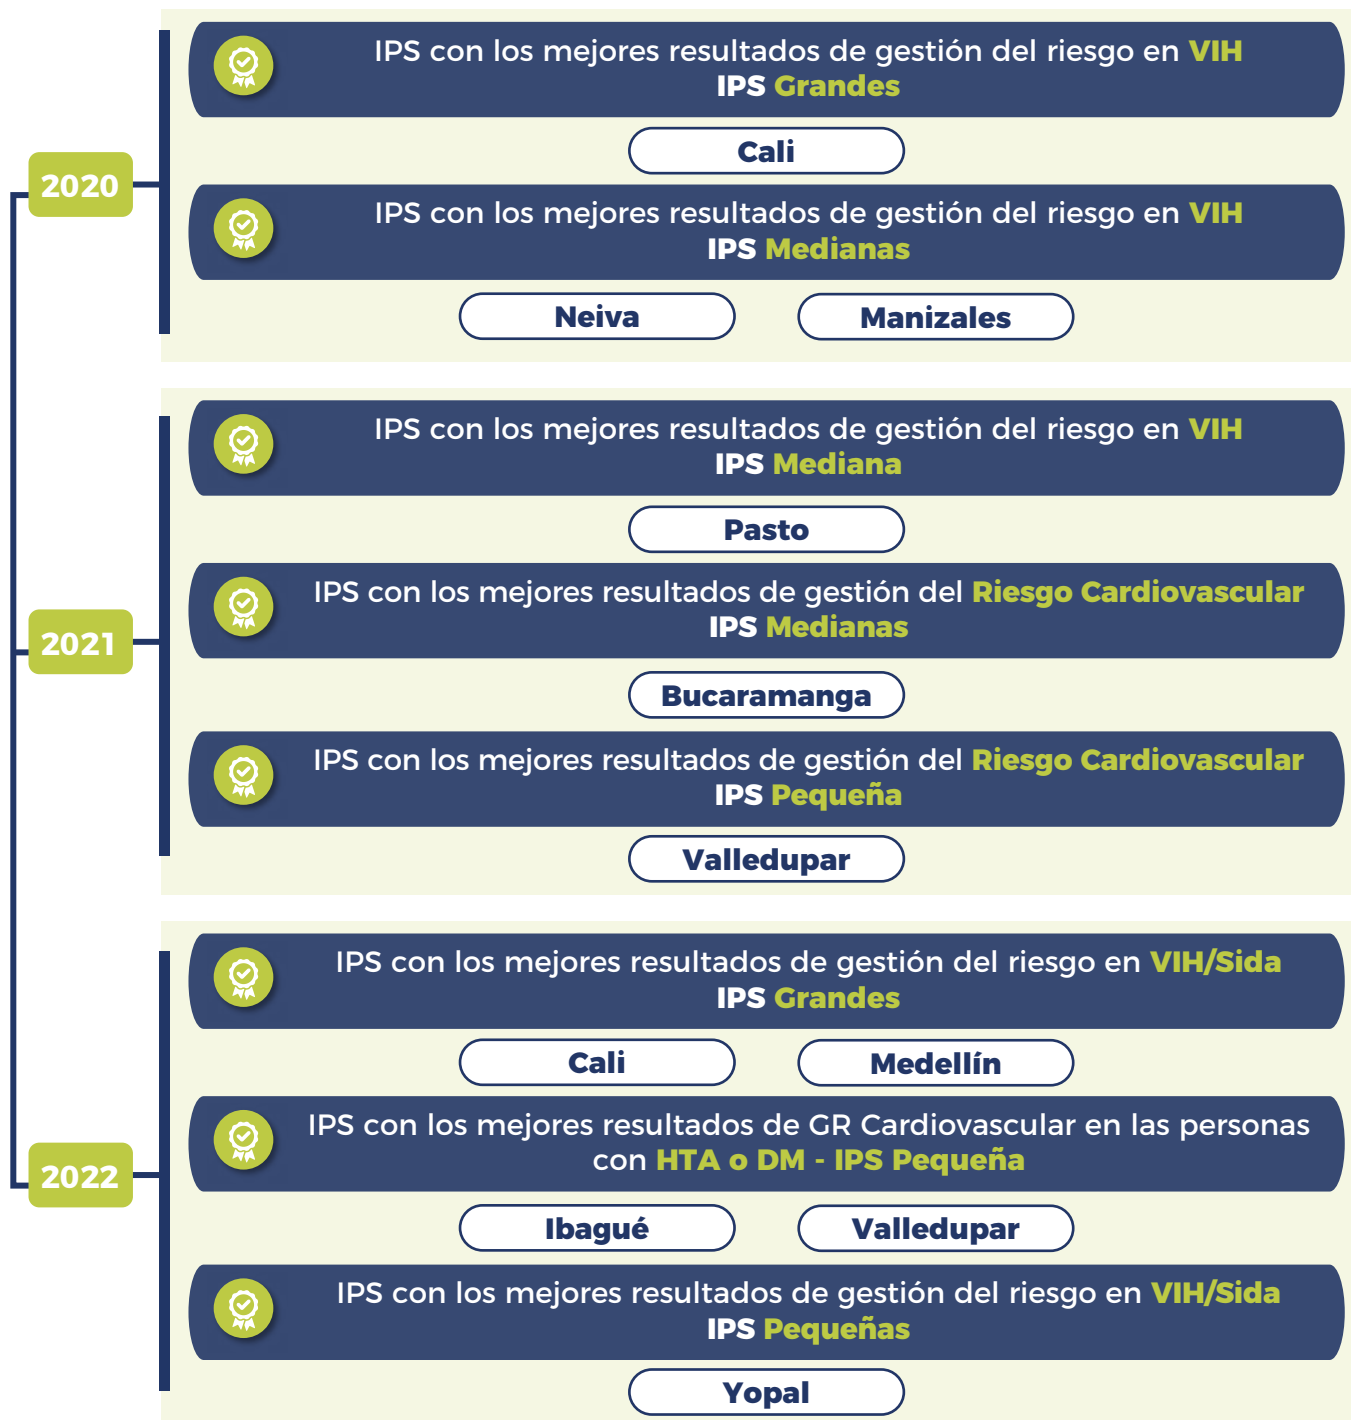 2020
IPS con los mejores resultados de gestión del riesgo en VIH
IPS Grandes
Cali
IPS con los mejores resultados de gestión del riesgo en VIH
IPS Medianas
Neiva
Manizales
2021
IPS con los mejores resultados de gestión del riesgo en VIH
IPS Mediana
Pasto
IPS con los mejores resultados de gestión del Riesgo Cardiovascular
IPS Medianas
Bucaramanga
IPS con los mejores resultados de gestión del Riesgo Cardiovascular
IPS Pequeña
Valledupar
2022
IPS con los mejores resultados de gestión del riesgo en VIH/Sida
IPS Grandes
Cali
Medellín
IPS con los mejores resultados de GR Cardiovascular en las personas
con HTA o DM - IPS Pequeña
Ibagué
Valledupar
IPS con los mejores resultados de gestión del riesgo en VIH/Sida
IPS Pequeñas
Yopal